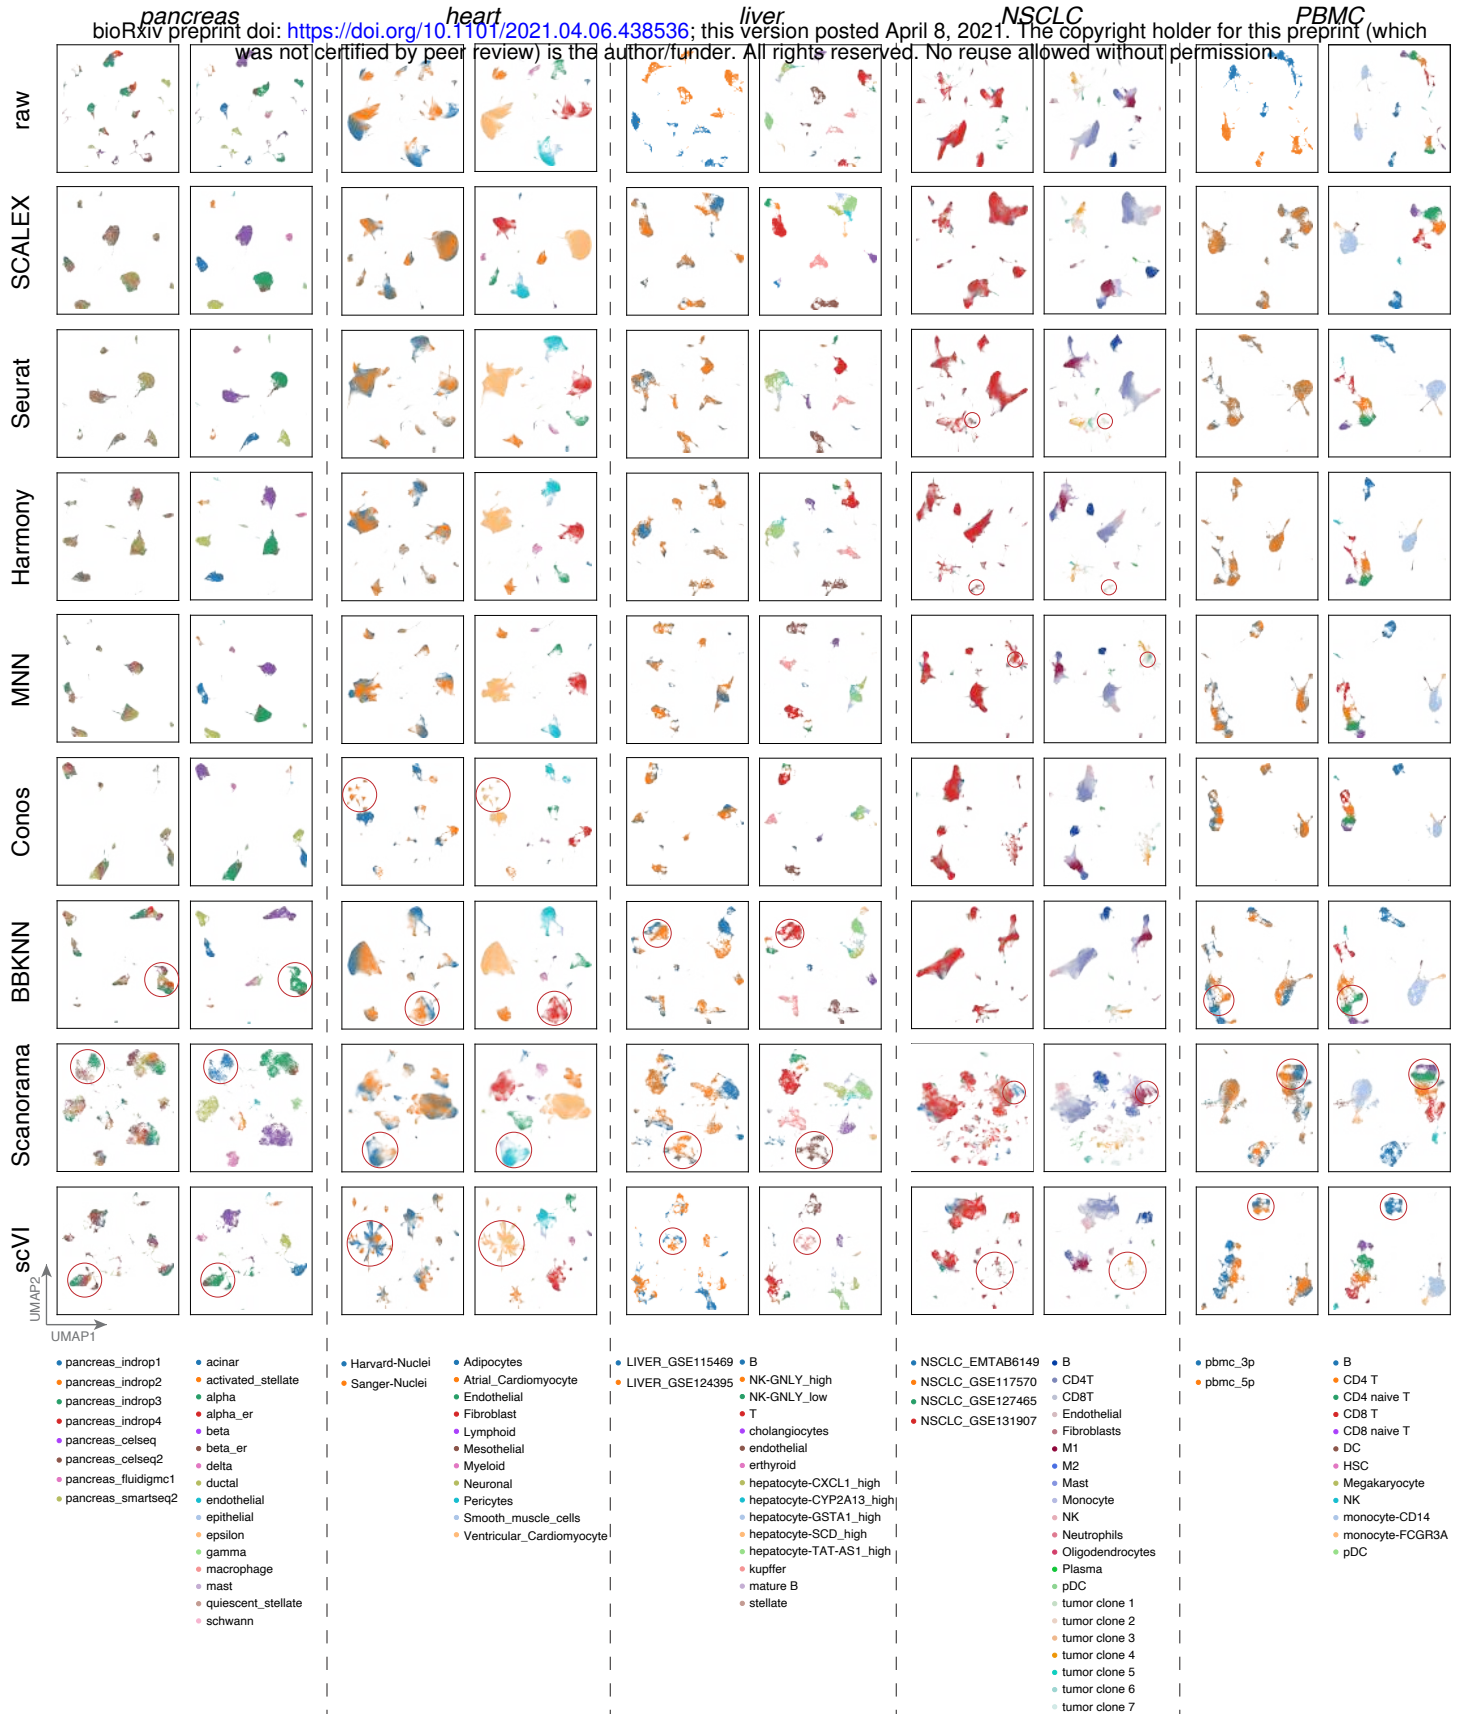 pancreas heart liver NSCLC PBMC
bioRxiv preprint doi: https://doi.org/10.1101/2021.04.06.438536; this version posted April 8, 2021. The copyright holder for this preprint (which
was not certified by peer review) is the author/funder. All rights reserved. No reuse allowed without permission.
raw
SCALEX
Seurat
Harmony
MNN
Conos
BBKNN
Scanorama
scVI
UMAP2
UMAP1
pancreas_indrop1
pancreas_indrop2
pancreas_indrop3
pancreas_indrop4
pancreas_celseq
pancreas_celseq2
pancreas_fluidigmc1
pancreas_smartseq2
acinar
activated_stellate
alpha
alpha_er
beta
beta_er
delta
ductal
endothelial
epithelial
epsilon
gamma
macrophage
mast
quiescent_stellate
schwann
Harvard-Nuclei
Sanger-Nuclei
Adipocytes
Atrial_Cardiomyocyte
Endothelial
Fibroblast
Lymphoid
Mesothelial
Myeloid
Neuronal
Pericytes
Smooth_muscle_cells
Ventricular_Cardiomyocyte
LIVER_GSE115469
LIVER_GSE124395
B
NK-GNLY_high
NK-GNLY_low
T
cholangiocytes
endothelial
erthyroid
hepatocyte-CXCL1_high
hepatocyte-CYP2A13_high
hepatocyte-GSTA1_high
hepatocyte-SCD_high
hepatocyte-TAT-AS1_high
kupffer
mature B
stellate
NSCLC_EMTAB6149
NSCLC_GSE117570
NSCLC_GSE127465
NSCLC_GSE131907
B
CD4T
CD8T
Endothelial
Fibroblasts
M1
M2
Mast
Monocyte
NK
Neutrophils
Oligodendrocytes
Plasma
pDC
tumor clone 1
tumor clone 2
tumor clone 3
tumor clone 4
tumor clone 5
tumor clone 6
tumor clone 7
pbmc_3p
pbmc_5p
B
CD4 T
CD4 naive T
CD8 T
CD8 naive T
DC
HSC
Megakaryocyte
NK
monocyte-CD14
monocyte-FCGR3A
pDC